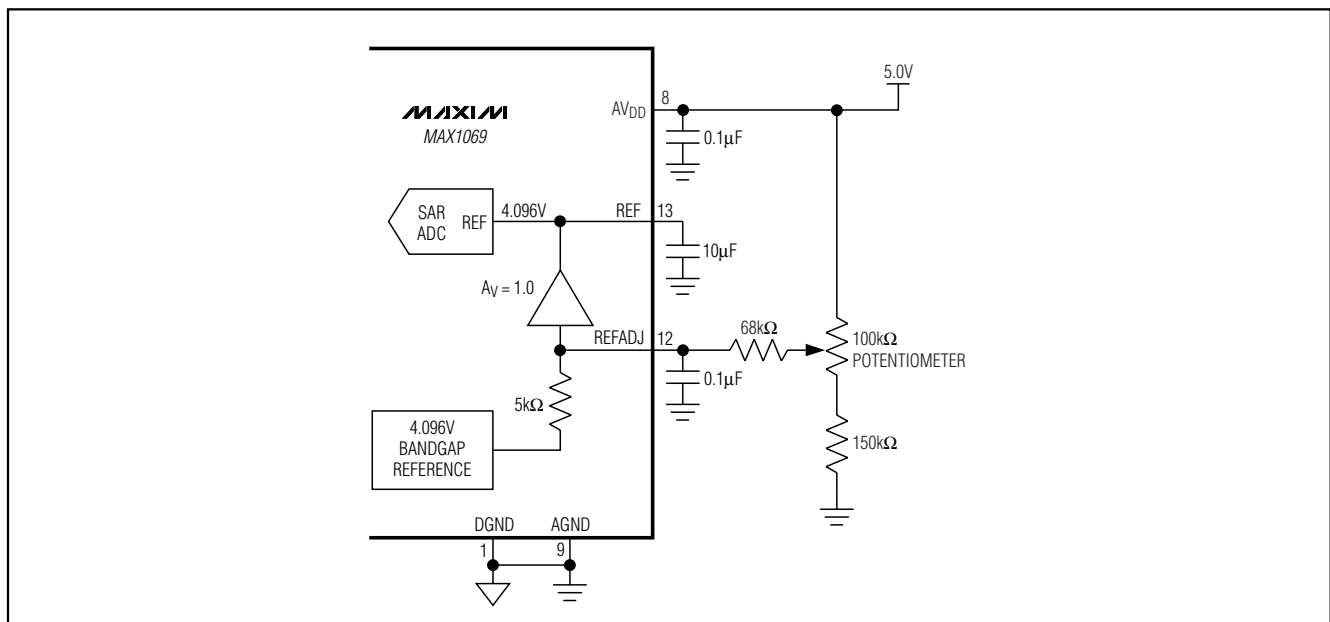 5.0V
8
AVDD
MAXIM
MAX1069
0.1μF
SAR
ADC
REF
4.096V
REF
13
10μF
AV = 1.0
REFADJ
12
68kΩ
100kΩ
POTENTIOMETER
0.1μF
5kΩ
4.096V
BANDGAP
REFERENCE
150kΩ
DGND
AGND
1
9